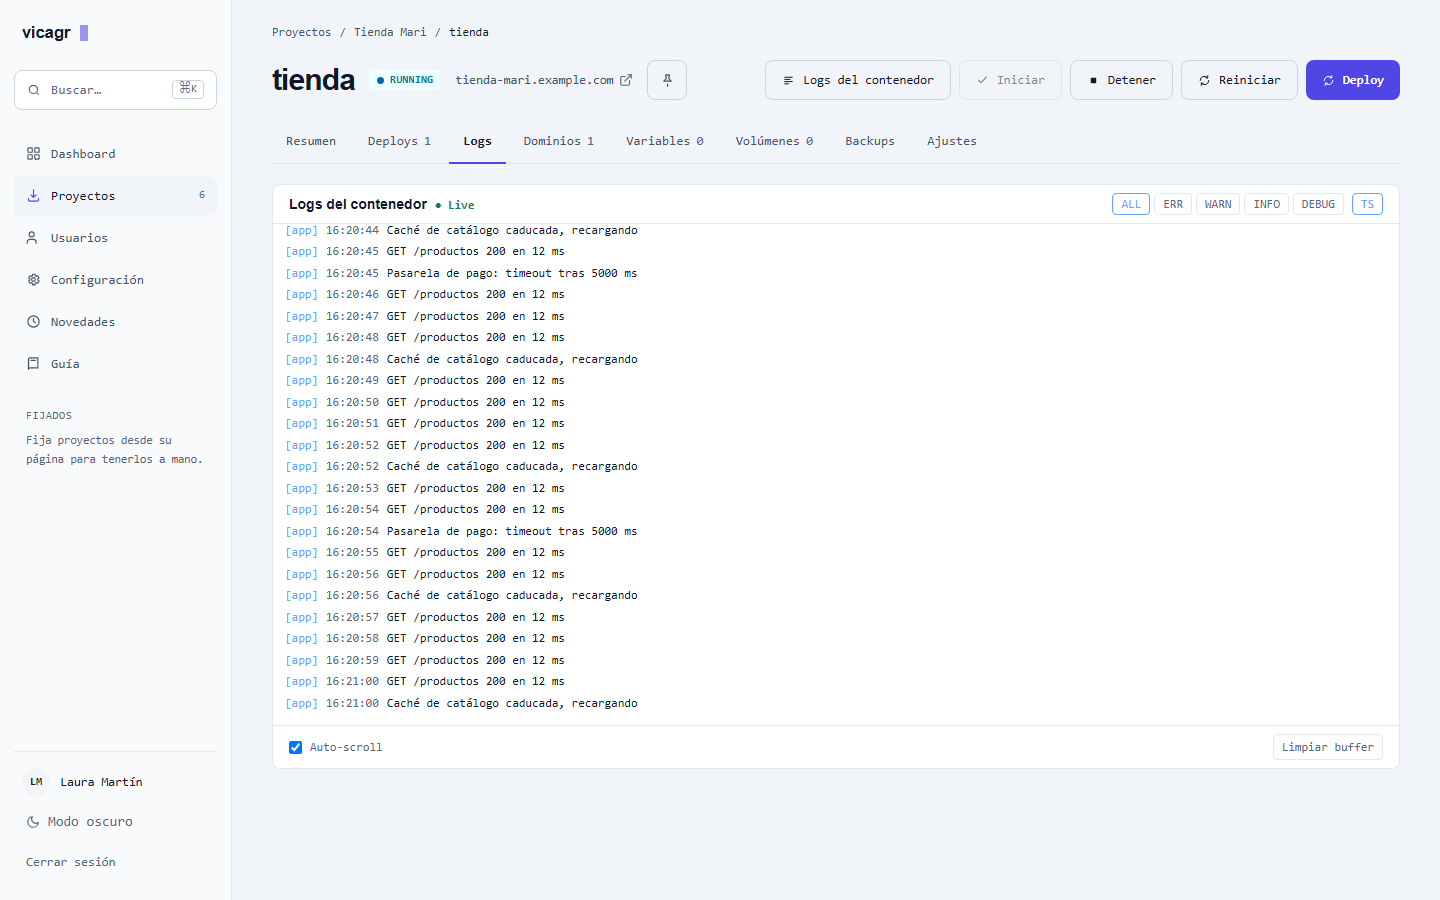 vicagr
Buscar…
⌘K
Dashboard
Proyectos 6
Usuarios
Configuración
Novedades
Guía
FIJADOS
Fija proyectos desde su
página para tenerlos a mano.
LM Laura Martín
Modo oscuro
Cerrar sesión
Proyectos / Tienda Mari / tienda
tienda RUNNING tienda-mari.example.com
Logs del contenedor Iniciar Detener Reiniciar Deploy
Resumen Deploys 1 Logs Dominios 1 Variables 0 Volúmenes 0 Backups Ajustes
Logs del contenedor Live ALL ERR WARN INFO DEBUG TS
[app] 16:20:44 Caché de catálogo caducada, recargando
[app] 16:20:45 GET /productos 200 en 12 ms
[app] 16:20:45 Pasarela de pago: timeout tras 5000 ms
[app] 16:20:46 GET /productos 200 en 12 ms
[app] 16:20:47 GET /productos 200 en 12 ms
[app] 16:20:48 GET /productos 200 en 12 ms
[app] 16:20:48 Caché de catálogo caducada, recargando
[app] 16:20:49 GET /productos 200 en 12 ms
[app] 16:20:50 GET /productos 200 en 12 ms
[app] 16:20:51 GET /productos 200 en 12 ms
[app] 16:20:52 GET /productos 200 en 12 ms
[app] 16:20:52 Caché de catálogo caducada, recargando
[app] 16:20:53 GET /productos 200 en 12 ms
[app] 16:20:54 GET /productos 200 en 12 ms
[app] 16:20:54 Pasarela de pago: timeout tras 5000 ms
[app] 16:20:55 GET /productos 200 en 12 ms
[app] 16:20:56 GET /productos 200 en 12 ms
[app] 16:20:56 Caché de catálogo caducada, recargando
[app] 16:20:57 GET /productos 200 en 12 ms
[app] 16:20:58 GET /productos 200 en 12 ms
[app] 16:20:59 GET /productos 200 en 12 ms
[app] 16:21:00 GET /productos 200 en 12 ms
[app] 16:21:00 Caché de catálogo caducada, recargando
Auto-scroll Limpiar buffer